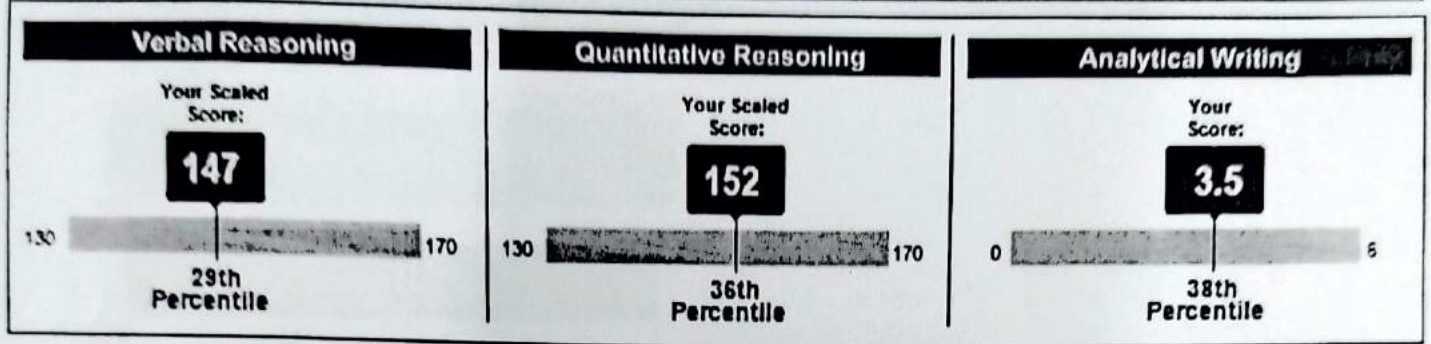 Verbal Reasoning
Your Scaled
Score:
147
130
170
29th
Percentile
Quantitative Reasoning
Your Scaled
Score:
152
130
170
36th
Percentile
Analytical Writing
Your
Score:
3.5
0
6
38th
Percentile